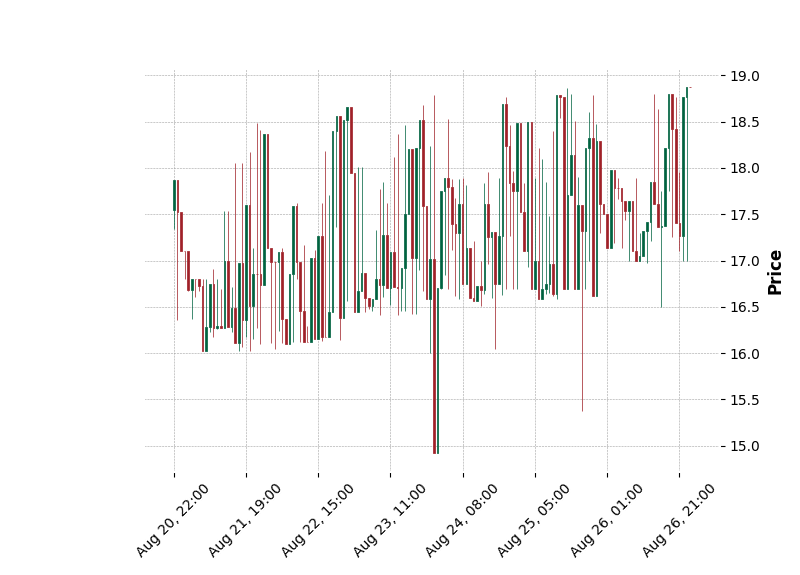 19.0
18.5
18.0
17.5
17.0
16.5
16.0
15.5
15.0
Price
Aug 20, 22:00
Aug 21, 19:00
Aug 22, 15:00
Aug 23, 11:00
Aug 24, 08:00
Aug 25, 05:00
Aug 26, 01:00
Aug 26, 21:00